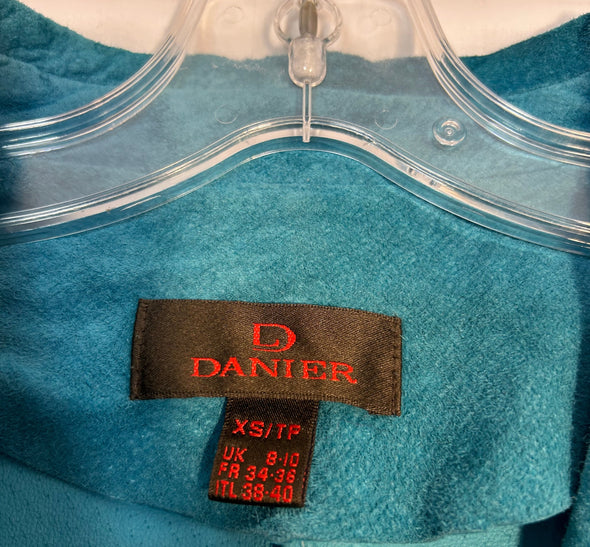 D
DANIER
XS/TP
UK 8-10
FR 34-36
ITL 38-40